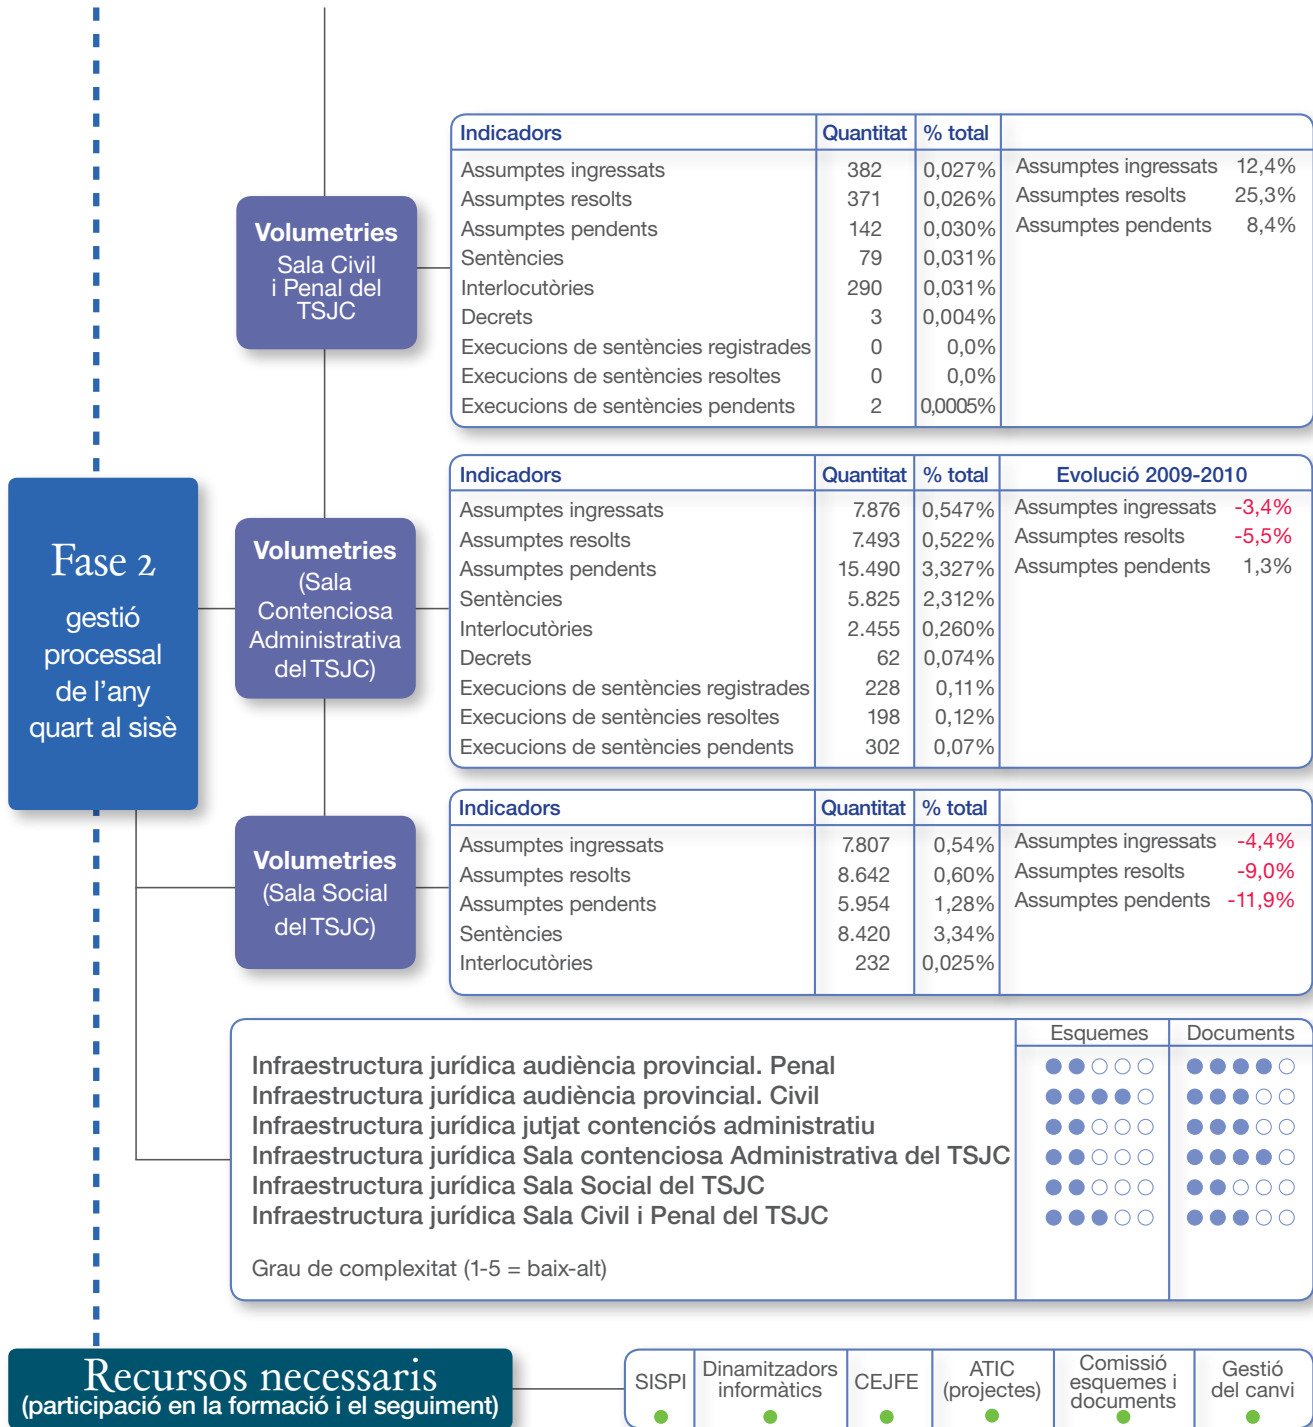 Indicadors Quantitat % total
Assumptes ingressats 382 0,027% Assumptes ingressats 12,4%
Assumptes resolts 371 0,026% Assumptes resolts 25,3%
Assumptes pendents 142 0,030% Assumptes pendents 8,4%
Sentències 79 0,031%
Interlocutòries 290 0,031%
Decrets 3 0,004%
Execucions de sentències registrades 0 0,0%
Execucions de sentències resoltes 0 0,0%
Execucions de sentències pendents 2 0,0005%
Volumetries
Sala Civil
i Penal del
TSJC
Indicadors Quantitat % total Evolució 2009-2010
Assumptes ingressats 7.876 0,547% Assumptes ingressats -3,4%
Assumptes resolts 7.493 0,522% Assumptes resolts -5,5%
Assumptes pendents 15.490 3,327% Assumptes pendents 1,3%
Sentències 5.825 2,312%
Interlocutòries 2.455 0,260%
Decrets 62 0,074%
Execucions de sentències registrades 228 0,11%
Execucions de sentències resoltes 198 0,12%
Execucions de sentències pendents 302 0,07%
Volumetries
(Sala
Contenciosa
Administrativa
del TSJC)
Fase 2
gestió
processal
de l'any
quart al sisè
Indicadors Quantitat % total
Assumptes ingressats 7.807 0,54% Assumptes ingressats -4,4%
Assumptes resolts 8.642 0,60% Assumptes resolts -9,0%
Assumptes pendents 5.954 1,28% Assumptes pendents -11,9%
Sentències 8.420 3,34%
Interlocutòries 232 0,025%
Volumetries
(Sala Social
del TSJC)
Esquemes Documents
Infraestructura jurídica audiència provincial. Penal
Infraestructura jurídica audiència provincial. Civil
Infraestructura jurídica jutjat contenciós administratiu
Infraestructura jurídica Sala contenciosa Administrativa del TSJC
Infraestructura jurídica Sala Social del TSJC
Infraestructura jurídica Sala Civil i Penal del TSJC
Grau de complexitat (1-5 = baix-alt)
Recursos necessaris
(participació en la formació i el seguiment)
SISPI
Dinamitzadors
informàtics
CEJFE
ATIC
(projectes)
Comissió
esquemes i
documents
Gestió
del canvi